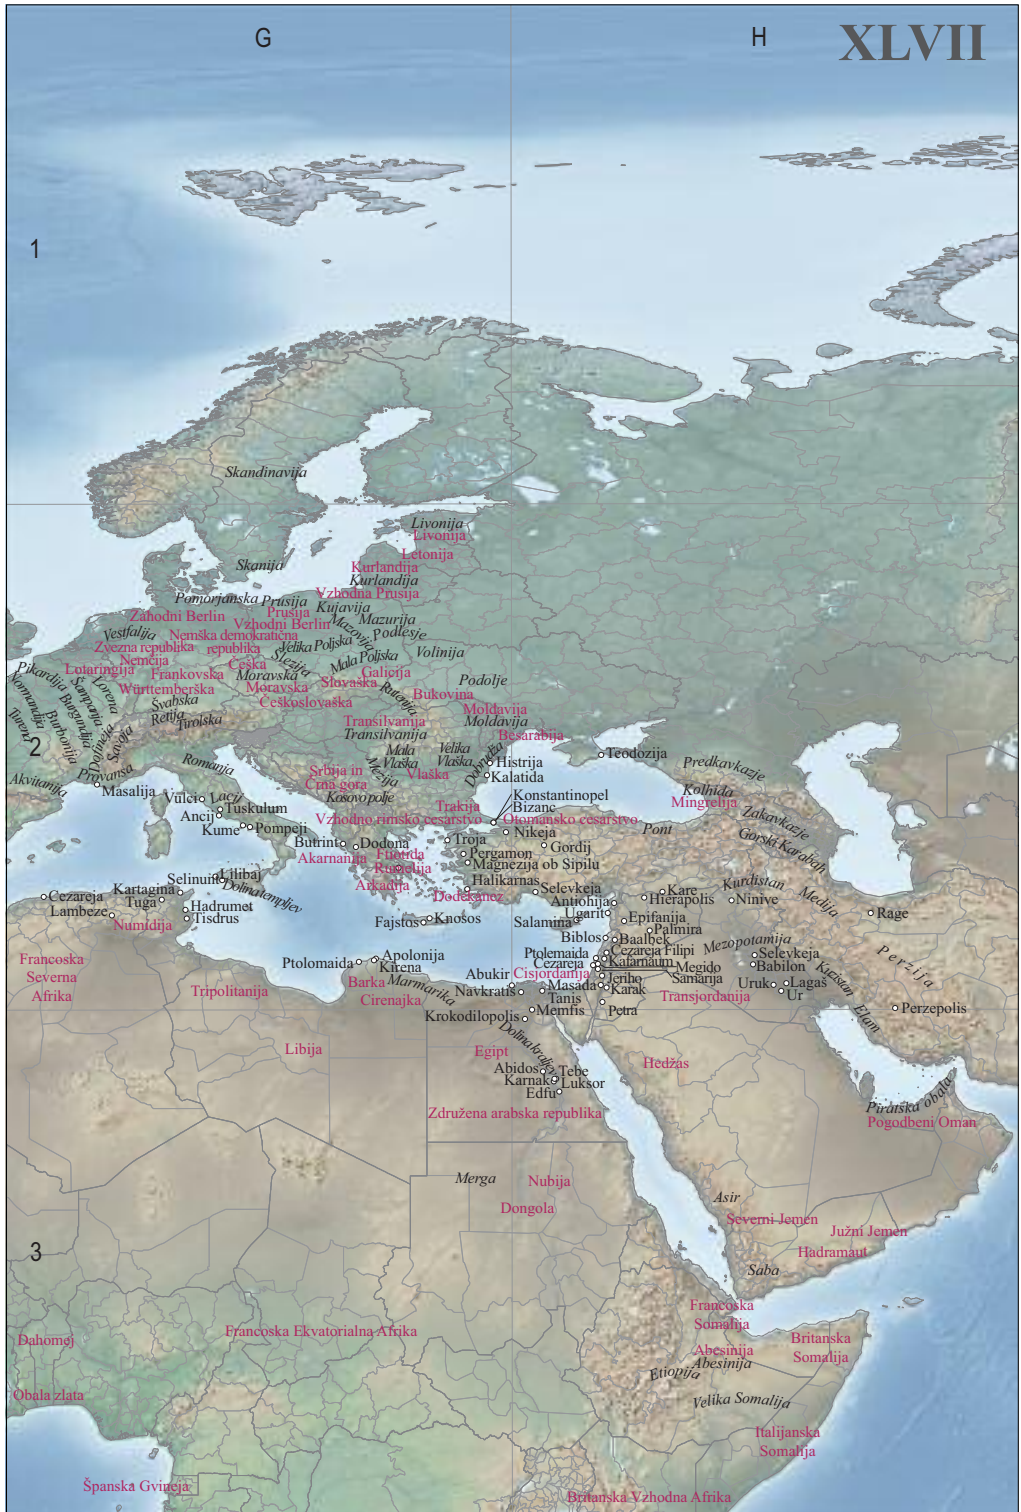 G
H
XLVII
1
Skandinavija
Livonija
Livonija
Letonija
Skanija
Kurlandija
Kurlandija
Vzhodna Prusija
Pomorjanska
Prusija
Kujavija
Zahodni Berlin
Prusija
Mazurija
Vzhodni Berlin
Mazovija
Vestfalija
Nemška demokratična
republika
Podlesje
Zvezna republika
Nemčija
Velika Poljska
Volinija
Lotaringija
Češka
Šlezija
Mala Poljska
Pikardija
Frankovska
Moravska
Galicija
Lorena
Šampanja
Württemberška
Moravska
Slovaška
Rutenija
Podolje
Normandija
Burgundija
Švabska
Češkoslovaška
Bukovina
Turena
Burbonija
Retija
Tirolska
Moldavija
Dofineja
Savoja
Transilvanija
Moldavija
Transilvanija
Besarabija
2
Mala
Vlaška
Velika
Vlaška
Teodozija
Romanja
Histrija
Predkavkazje
Akvitanija
Provansa
Srbija in
Črna gora
Mezija
Vlaška
Dobrudža
Kalatida
Kolhida
Masalija
Kosovo polje
Konstantinopel
Mingrelija
Vulci
Lacij
Trakija
Bizanc
Tuskulum
Vzhodno rimsko cesarstvo
Otomansko cesarstvo
Zakavkazje
Ancij
Kume
Pompeji
Nikeja
Pont
Gorski Karabah
Butrint
Dodona
Troja
Gordij
Akarnanija
Ftiotida
Pergamon
Rumelija
Magnezija ob Sipilu
Selinunt
Lilibaj
Arkadija
Halikarnas
Kurdistan
Kartagina
Dolina templjev
Dodekanez
Selevkeja
Kare
Cezareja
Tuga
Antiohija
Hierapolis
Ninive
Medija
Lambeze
Hadrumet
Ugarit
Rage
Tisdrus
Fajstos
Knosos
Salamina
Epifanija
Numidija
Palmira
Biblos
Baalbek
Mezopotamija
Francoska
Severna
Afrika
Apolonija
Ptolemaida
Cezareja Filipi
Selevkeja
Perzija
Ptolomaida
Kirena
Cezareja
Kafarnaum
Babilon
Abukir
Cisjordanija
Megido
Barka
Marmarika
Samarija
Kuzistan
Tripolitanija
Cirenajka
Navkratis
Masada
Jeriho
Uruk
Lagaš
Tanis
Karak
Transjordanija
Ur
Elam
Krokodilopolis
Memfis
Petra
Perzepolis
Libija
Egipt
Dolina kraljev
Hedžas
Abidos
Tebe
Karnak
Luksor
Edfu
Piratska obala
Združena arabska republika
Pogodbeni Oman
Merga
Nubija
Asir
Dongola
Severni Jemen
Južni Jemen
3
Hadramaut
Saba
Francoska
Somalija
Dahomej
Francoska Ekvatorialna Afrika
Britanska
Somalija
Abesinija
Abesinija
Etiopija
Obala zlata
Velika Somalija
Italijanska
Somalija
Španska Gvineja
Britanska Vzhodna Afrika